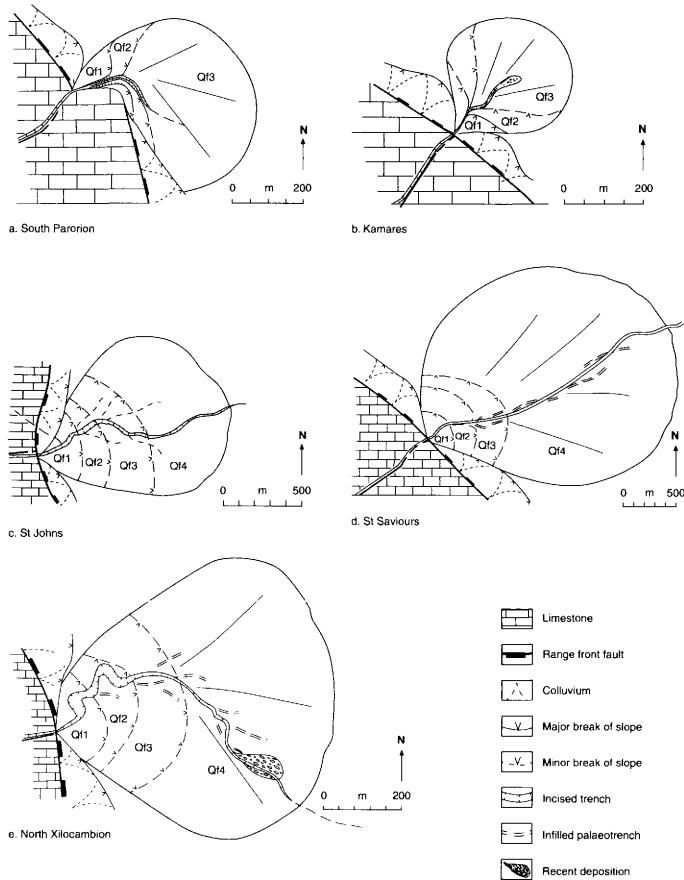 Qf1
Qf2
Qf3
N
0 m 200
a. South Parorion
Qf1
Qf2
Qf3
N
0 m 200
b. Kamares
Qf1
Qf2
Qf3
Qf4
N
0 m 500
c. St Johns
Qf1
Qf2
Qf3
Qf4
N
0 m 500
d. St Saviours
Qf1
Qf2
Qf3
Qf4
N
0 m 200
e. North Xilocambion
Limestone
Range front fault
Colluvium
Major break of slope
Minor break of slope
Incised trench
Infilled palaeotrench
Recent deposition